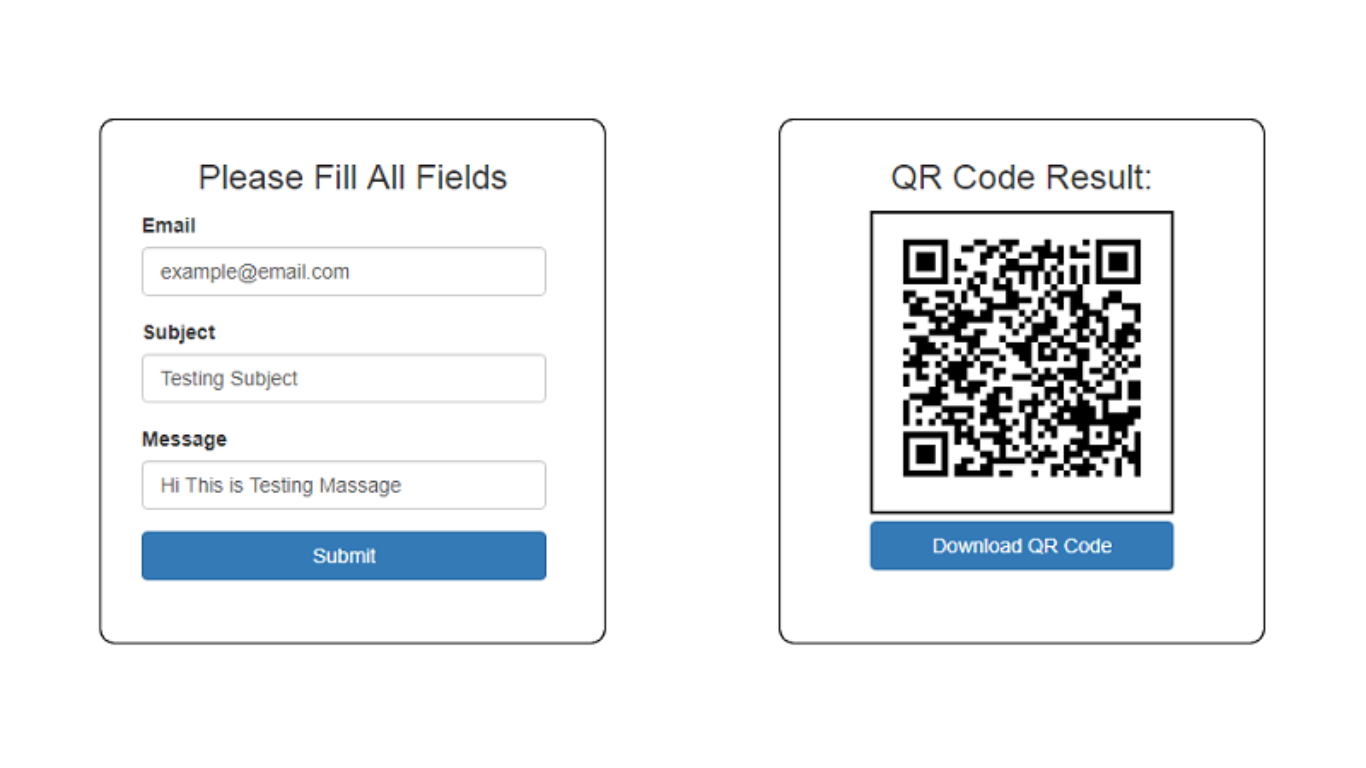 Please Fill All Fields
Email
example@email.com
Subject
Testing Subject
Message
Hi This is Testing Massage
Submit
QR Code Result:
Download QR Code